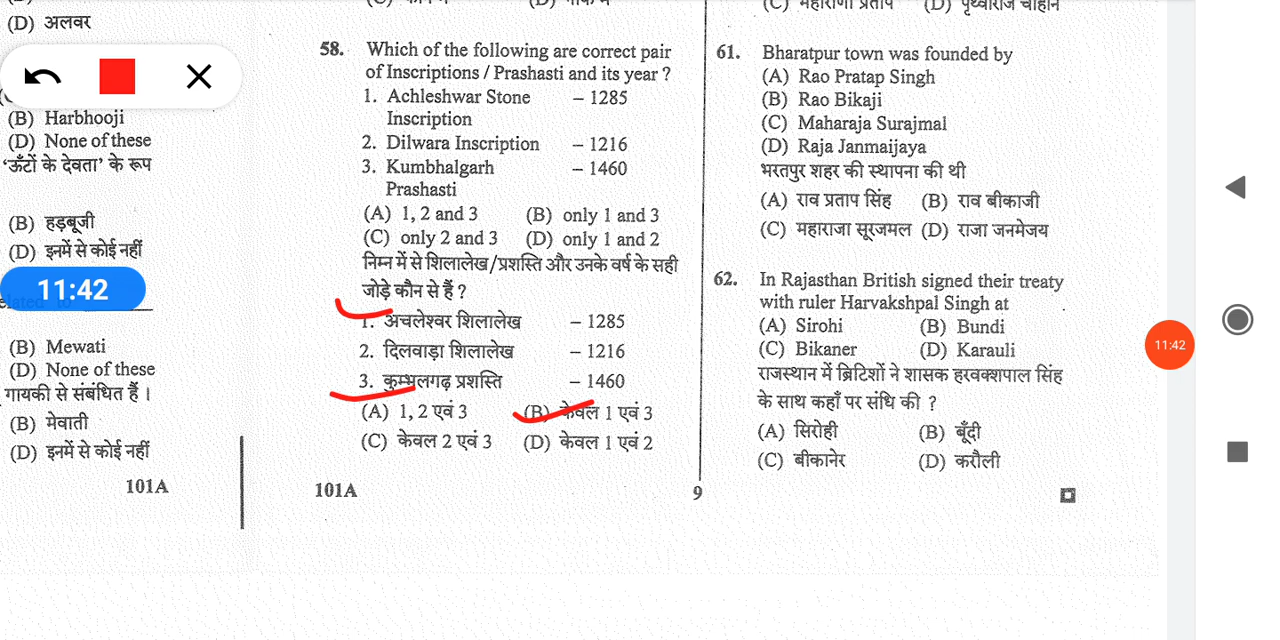 (D) अलवर
(B) Harbhooji
(D) None of these
‘ऊँटों के देवता’ के रूप
(B) हड़बूजी
(D) इनमें से कोई नहीं
11:42
elated to
(B) Mewati
(D) None of these
गायकी से संबंधित हैं ।
(B) मेवाती
(D) इनमें से कोई नहीं
101A
58. Which of the following are correct pair
of Inscriptions / Prashasti and its year ?
1. Achleshwar Stone – 1285
Inscription
2. Dilwara Inscription – 1216
3. Kumbhalgarh – 1460
Prashasti
(A) 1, 2 and 3 (B) only 1 and 3
(C) only 2 and 3 (D) only 1 and 2
निम्न में से शिलालेख/प्रशस्ति और उनके वर्ष के सही
जोड़े कौन से हैं ?
1. अचलेश्वर शिलालेख – 1285
2. दिलवाड़ा शिलालेख – 1216
3. कुम्भलगढ़ प्रशस्ति – 1460
(A) 1, 2 एवं 3 (B) केवल 1 एवं 3
(C) केवल 2 एवं 3 (D) केवल 1 एवं 2
101A
9
(C) महाराणा प्रताप (D) पृथ्वीराज चौहान
61. Bharatpur town was founded by
(A) Rao Pratap Singh
(B) Rao Bikaji
(C) Maharaja Surajmal
(D) Raja Janmaijaya
भरतपुर शहर की स्थापना की थी
(A) राव प्रताप सिंह (B) राव बीकाजी
(C) महाराजा सूरजमल (D) राजा जनमेजय
62. In Rajasthan British signed their treaty
with ruler Harvakshpal Singh at
(A) Sirohi (B) Bundi
(C) Bikaner (D) Karauli
राजस्थान में ब्रिटिशों ने शासक हरवक्शपाल सिंह
के साथ कहाँ पर संधि की ?
(A) सिरोही (B) बूँदी
(C) बीकानेर (D) करौली
11:42